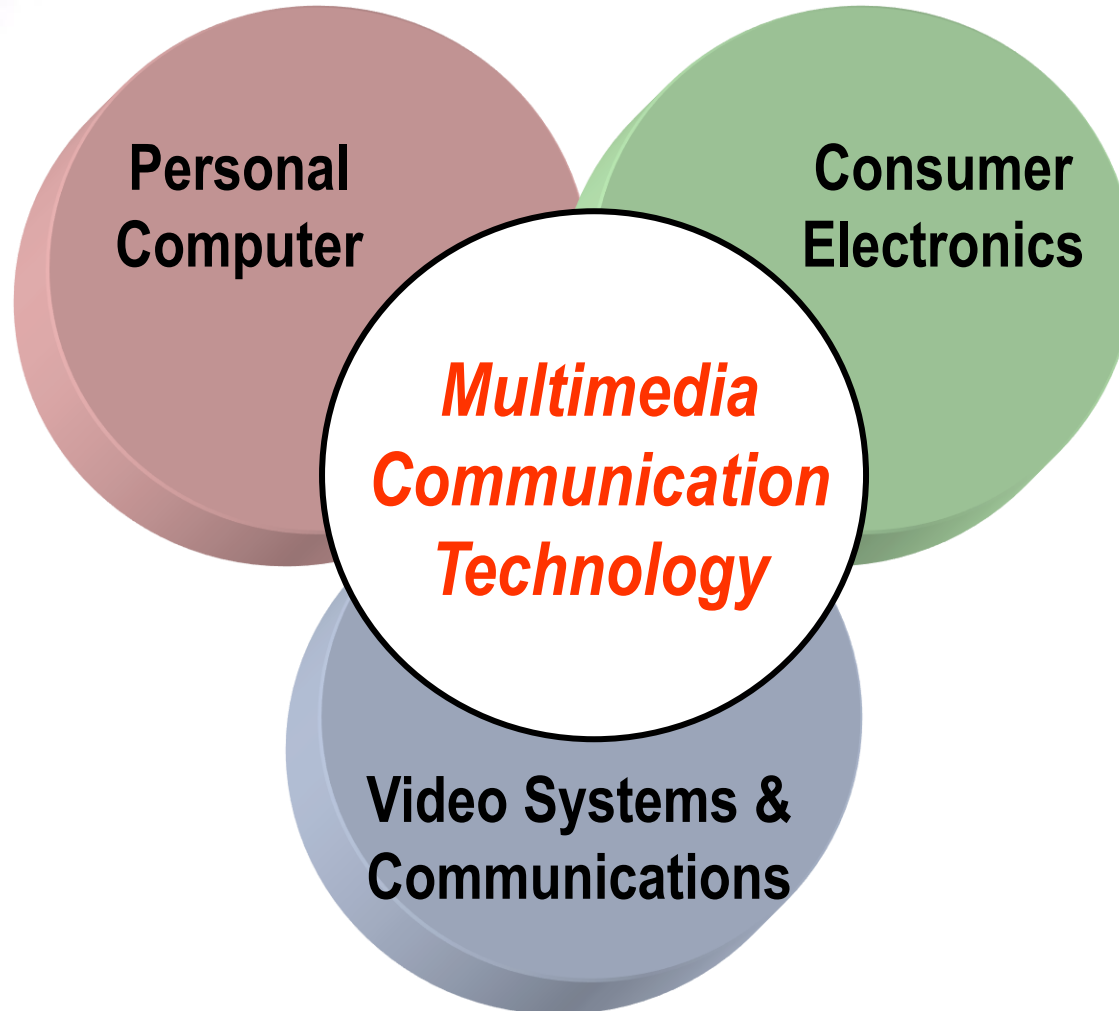 Personal
Computer
Consumer
Electronics
Multimedia
Communication
Technology
Video Systems &
Communications